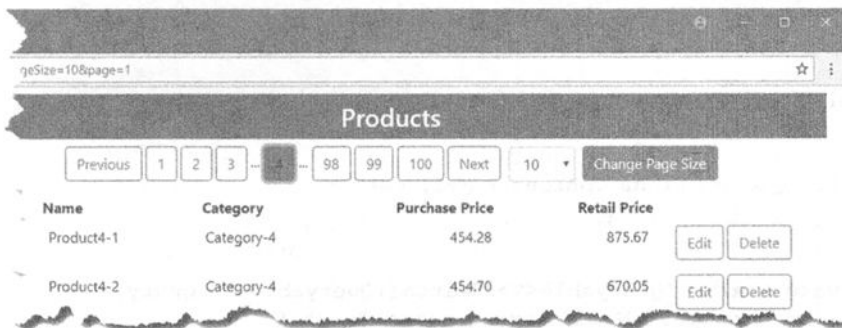 geSize=10&page=1
Products
Previous 1 2 3 ... 4 ... 98 99 100 Next 10 Change Page Size
Name Category Purchase Price Retail Price
Product4-1 Category-4 454.28 875.67 Edit Delete
Product4-2 Category-4 454.70 670.05 Edit Delete